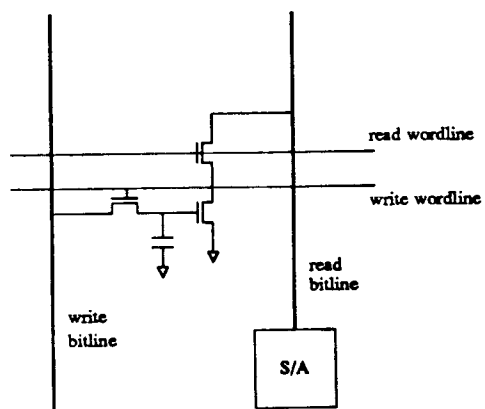 read wordline
write wordline
read
bitline
write
bitline
S/A